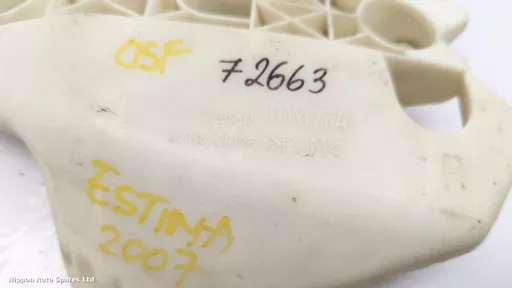 OSF 72663
TOYOTA
ESTIMA
2007
Nippon Auto Spares Ltd